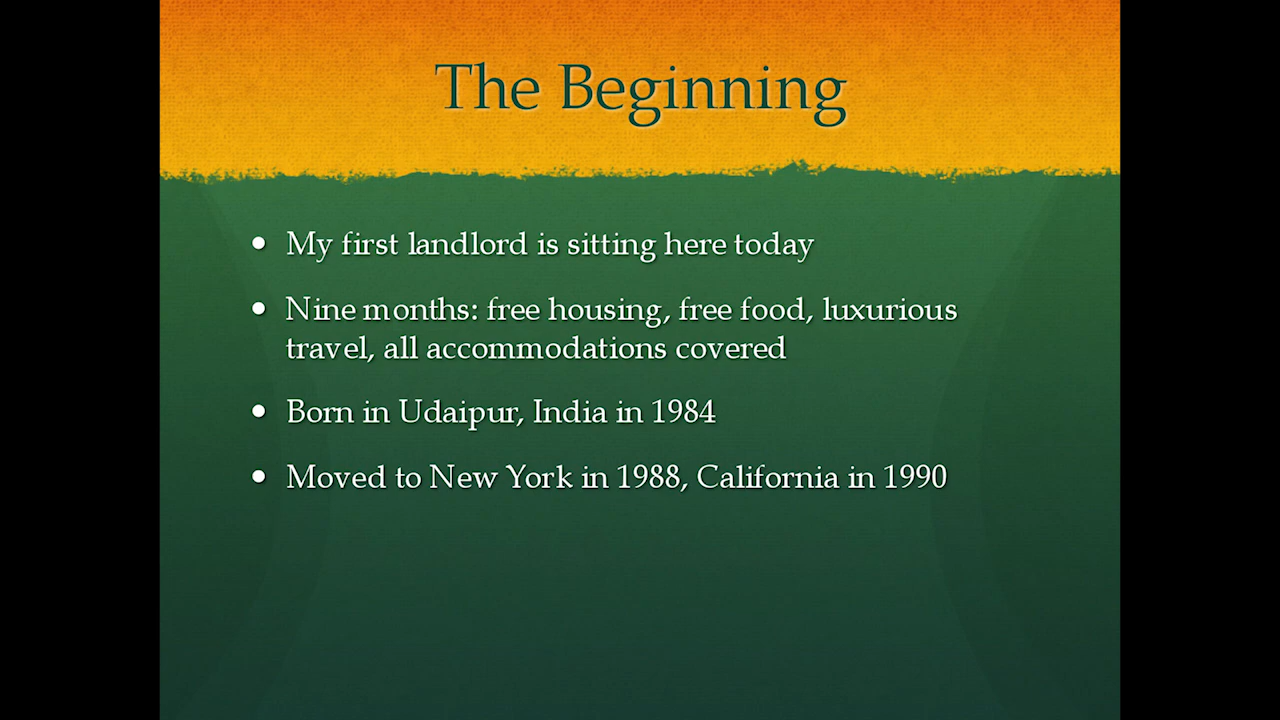 The Beginning
• My first landlord is sitting here today
• Nine months: free housing, free food, luxurious
travel, all accommodations covered
• Born in Udaipur, India in 1984
• Moved to New York in 1988, California in 1990